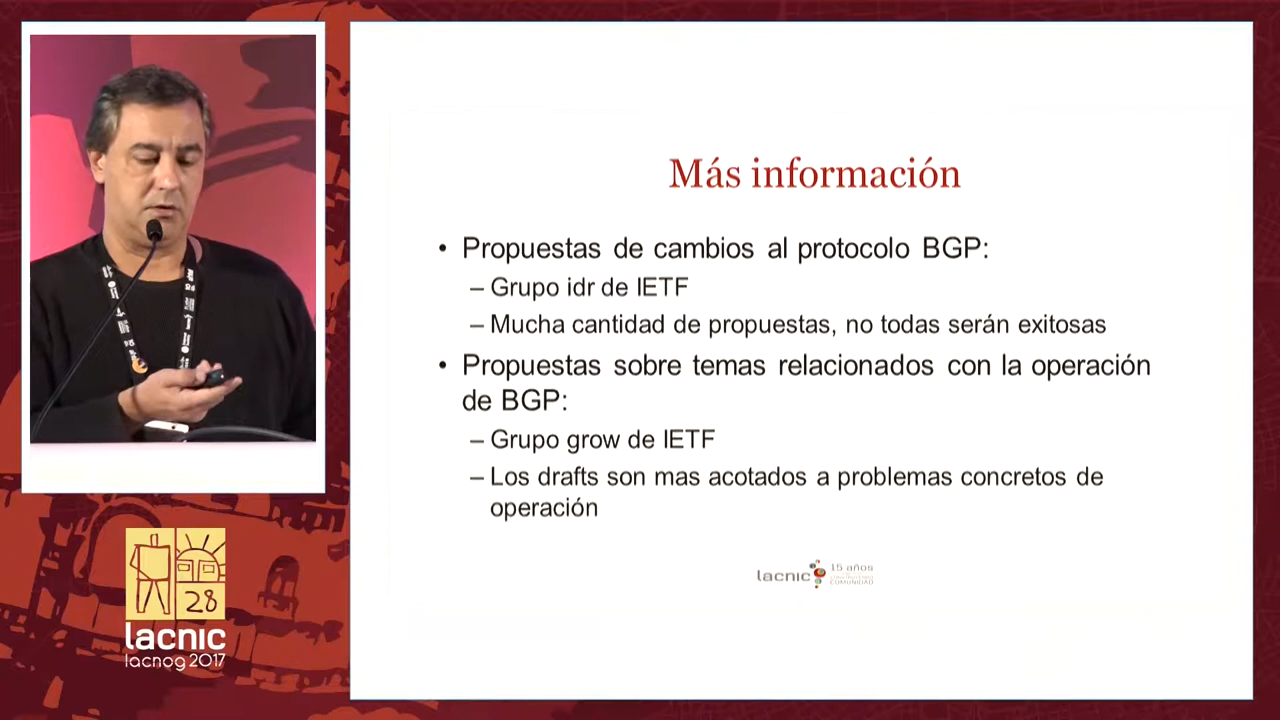 Más información
• Propuestas de cambios al protocolo BGP:
– Grupo idr de IETF
– Mucha cantidad de propuestas, no todas serán exitosas
• Propuestas sobre temas relacionados con la operación
de BGP:
– Grupo grow de IETF
– Los drafts son mas acotados a problemas concretos de
operación
lacnic 15 años
COMUNIDAD
28
lacnic
lacnog 2017